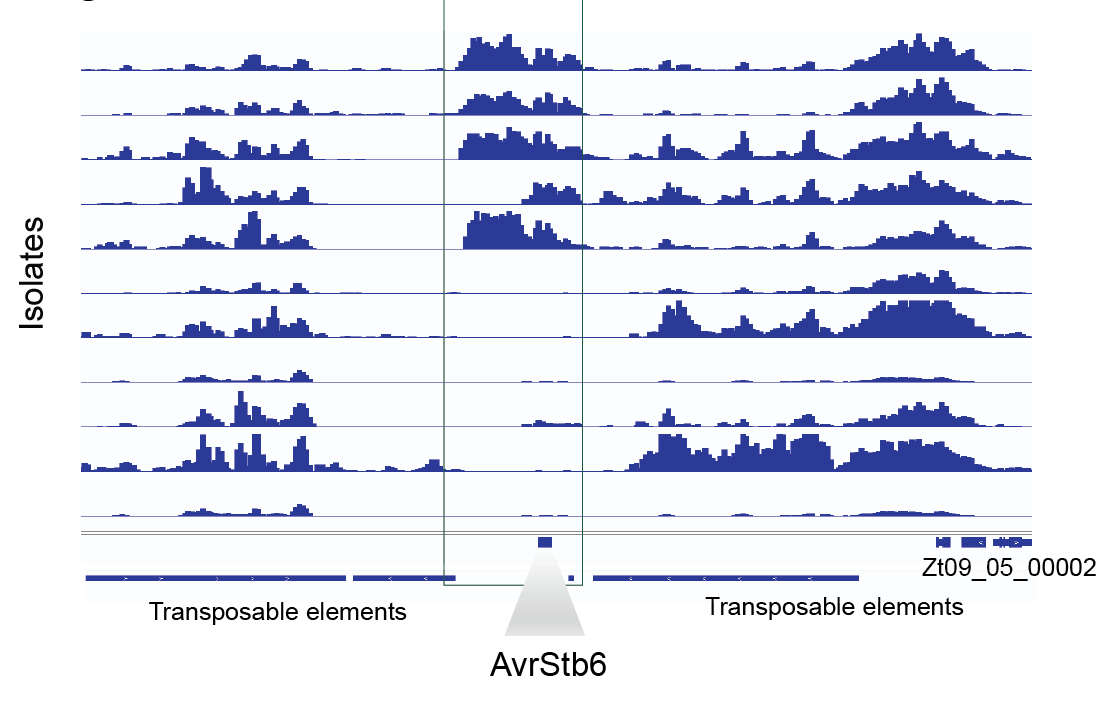 Isolates
Zt09_05_00002
Transposable elements
Transposable elements
AvrStb6